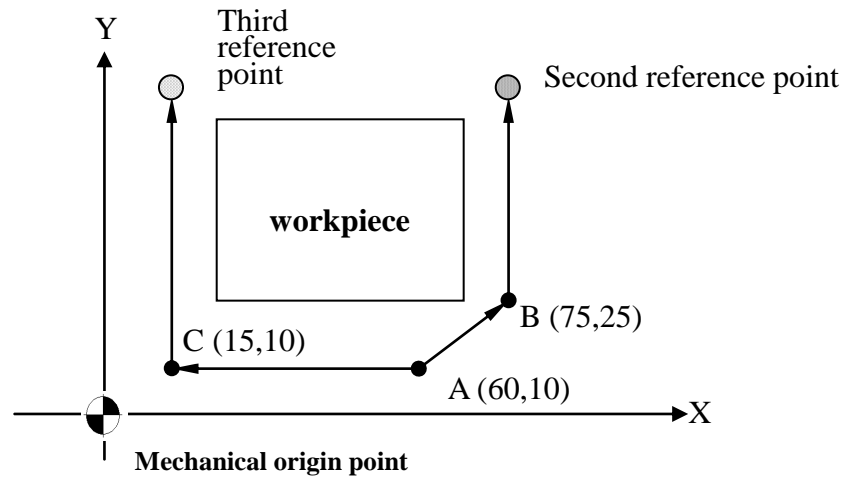 Y
Third
reference
point
Second reference point
workpiece
B (75,25)
C (15,10)
A (60,10)
X
Mechanical origin point